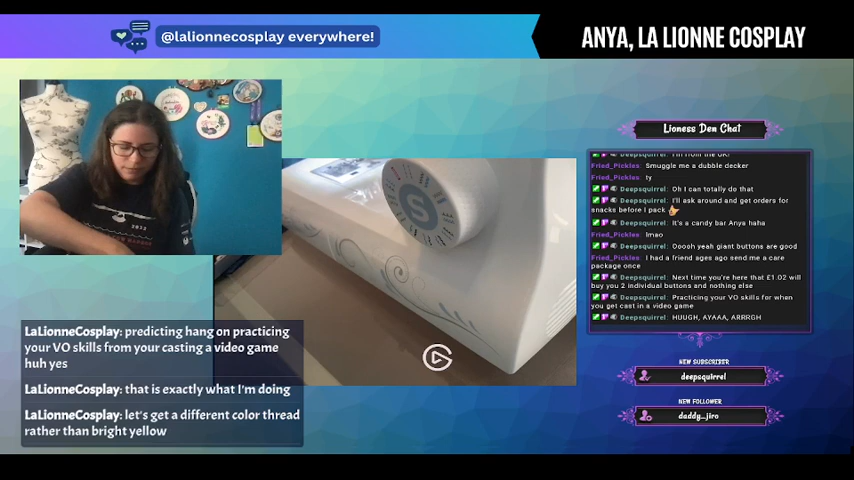 @lalionnecosplay everywhere!
ANYA, LA LIONNE COSPLAY
Lioness Den Chat
Deepsquirrel: I'm from the UK!
Fried_Pickles: Smuggle me a dubble decker
Fried_Pickles: ty
Deepsquirrel: Oh I can totally do that
Deepsquirrel: I'll ask around and get orders for
snacks before I pack
Deepsquirrel: It's a candy bar Anya haha
Fried_Pickles: lmao
Deepsquirrel: Ooooh yeah giant buttons are good
Fried_Pickles: I had a friend ages ago send me a care
package once
Deepsquirrel: Next time you're here that £1.02 will
buy you 2 individual buttons and nothing else
Deepsquirrel: Practicing your VO skills for when
you get cast in a video game
Deepsquirrel: HUUGH, AYAAA, ARRRGH
LaLionneCosplay: predicting hang on practicing
your VO skills from your casting a video game
huh yes
LaLionneCosplay: that is exactly what I'm doing
LaLionneCosplay: let's get a different color thread
rather than bright yellow
NEW SUBSCRIBER
deepsquirrel
NEW FOLLOWER
daddy_jiro
S
2022